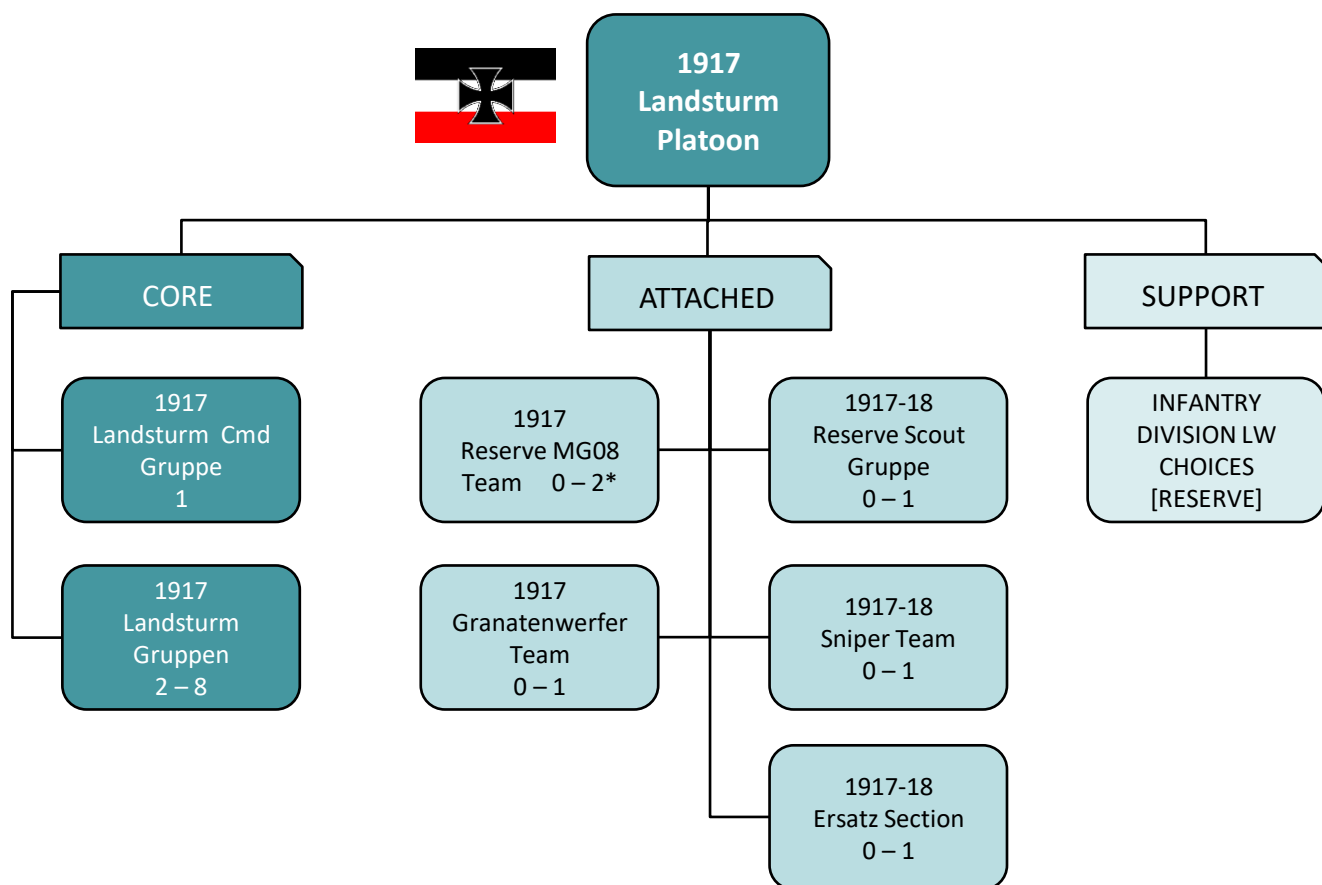 1917
Landsturm
Platoon
CORE
ATTACHED
SUPPORT
1917
Landsturm Cmd
Gruppe
1
1917
Landsturm
Gruppen
2 – 8
1917
Reserve MG08
Team 0 – 2*
1917-18
Reserve Scout
Gruppe
0 – 1
1917
Granatenwerfer
Team
0 – 1
1917-18
Sniper Team
0 – 1
1917-18
Ersatz Section
0 – 1
INFANTRY
DIVISION LW
CHOICES
[RESERVE]